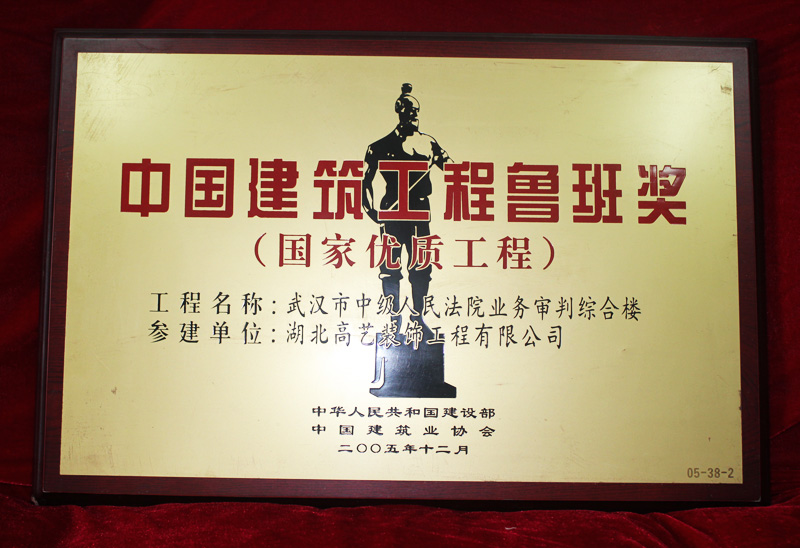 中国建筑工程鲁班奖
（国家优质工程）
工程名称：武汉市中级人民法院业务审判综合楼
参建单位：湖北高艺装饰工程有限公司
中华人民共和国建设部
中国建筑业协会
二〇〇五年十二月
05-38-2